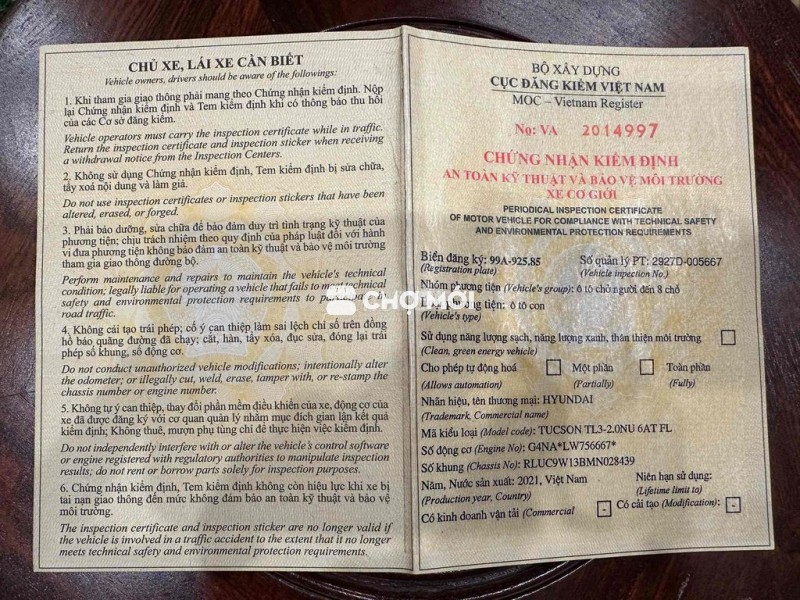 CHỦ XE, LÁI XE CẦN BIẾT
Vehicle owners, drivers should be aware of the followings:
1. Khi tham gia giao thông phải mang theo Chứng nhận kiểm định. Nộp
lại Chứng nhận kiểm định và Tem kiểm định khi có thông báo thu hồi
của các Cơ sở đăng kiểm.
Vehicle operators must carry the inspection certificate while in traffic.
Return the inspection certificate and inspection sticker when receiving
a withdrawal notice from the Inspection Centers.
2. Không sử dụng Chứng nhận kiểm định, Tem kiểm định bị sửa chữa,
tẩy xoá nội dung và làm giả.
Do not use inspection certificates or inspection stickers that have been
altered, erased, or forged.
3. Phải bảo dưỡng, sửa chữa để bảo đảm duy trì tình trạng kỹ thuật của
phương tiện; chịu trách nhiệm theo quy định của pháp luật đối với hành
vi đưa phương tiện không bảo đảm an toàn kỹ thuật và bảo vệ môi trường
tham gia giao thông đường bộ.
Perform maintenance and repairs to maintain the vehicle's technical
condition; legally liable for operating a vehicle that fails to meet technical
safety and environmental protection requirements to
road traffic.
4. Không cải tạo trái phép; cố ý can thiệp làm sai lệch chỉ số trên đồng
hồ báo quãng đường đã chạy; cắt, hàn, tẩy xóa, đục sửa, đóng lại trái
phép số khung, số động cơ.
Do not conduct unauthorized vehicle modifications; intentionally alter
the odometer; or illegally cut, weld, erase, tamper with, or re-stamp the
chassis number or engine number.
5. Không tự ý can thiệp, thay đổi phần mềm điều khiển của xe, động cơ của
xe đã được đăng ký với cơ quan quản lý nhằm mục đích gian lận kết quả
kiểm định; Không thuê, mượn phụ tùng chỉ để thực hiện việc kiểm định.
Do not independently interfere with or alter the vehicle's control software
or engine registered with regulatory authorities to manipulate inspection
results; do not rent or borrow parts solely for inspection purposes.
6. Chứng nhận kiểm định, Tem kiểm định không còn hiệu lực khi xe bị
tai nạn giao thông đến mức không đảm bảo an toàn kỹ thuật và bảo vệ
môi trường.
The inspection certificate and inspection sticker are no longer valid if
the vehicle is involved in a traffic accident to the extent that it no longer
meets technical safety and environmental protection requirements.
BỘ XÂY DỰNG
CỤC ĐĂNG KIỂM VIỆT NAM
MOC – Vietnam Register
No: VA 2014997
CHỨNG NHẬN KIỂM ĐỊNH
AN TOÀN KỸ THUẬT VÀ BẢO VỆ MÔI TRƯỜNG
XE CƠ GIỚI
PERIODICAL INSPECTION CERTIFICATE
OF MOTOR VEHICLE FOR COMPLIANCE WITH TECHNICAL SAFETY
AND ENVIRONMENTAL PROTECTION REQUIREMENTS
Biển đăng ký: 99A-925.85 Số quản lý PT: 2927D-005667
(Registration plate) (Vehicle inpection No.)
Nhóm phương tiện (Vehicle's group): ô tô chở người đến 8 chỗ
phương tiện: ô tô con
(Vehicle's type)
Sử dụng năng lượng sạch, năng lượng xanh, thân thiện môi trường
(Clean, green energy vehicle)
Cho phép tự động hoá Một phần Toàn phần
(Allows automation) (Partially) (Fully)
Nhãn hiệu, tên thương mại: HYUNDAI
(Trademark, Commercial name)
Mã kiểu loại (Model code): TUCSON TL3-2.0NU 6AT FL
Số động cơ (Engine No): G4NA*LW756667*
Số khung (Chassis No): RLUC9W13BMN028439
Năm, Nước sản xuất: 2021, Việt Nam Niên hạn sử dụng:
(Production year, Country) (Lifetime limit to)
Có kinh doanh vận tải (Commercial - Có cải tạo (Modification): -
CHỢ MỚI